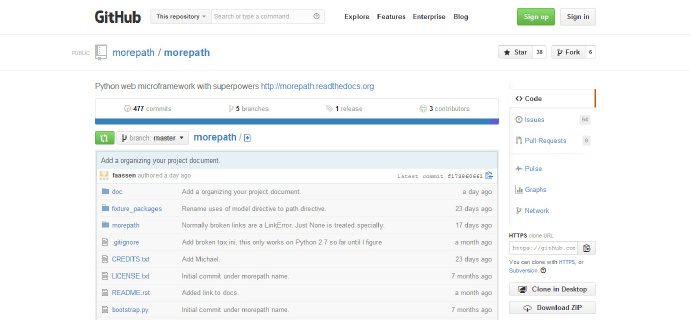 GitHub This repository Search or type a command Explore Features Enterprise Blog Sign up Sign in
PUBLIC morepath / morepath Star 38 Fork 6
Python web microframework with superpowers http://morepath.readthedocs.org
477 commits 5 branches 1 release 3 contributors
branch: master morepath /
Add a organizing your project document.
faassen authored a day ago latest commit
doc Add a organizing your project document. a day ago
fixture_packages Rename uses of model directive to path directive. 23 days ago
morepath Normally broken links are a LinkError. Just None is treated specially. 17 days ago
.gitignore Add broken tox.ini, this only works on Python 2.7 so far until I figure a month ago
CREDITS.txt Add Michael. 23 days ago
LICENSE.txt Initial commit under morepath name. 7 months ago
README.rst Added link to docs. a month ago
bootstrap.py Initial commit under morepath name. 7 months ago
Code
Issues 64
Pull Requests 0
Pulse
Graphs
Network
HTTPS clone URL
https://github.com
You can clone with HTTPS, or
Subversion.
Clone in Desktop
Download ZIP